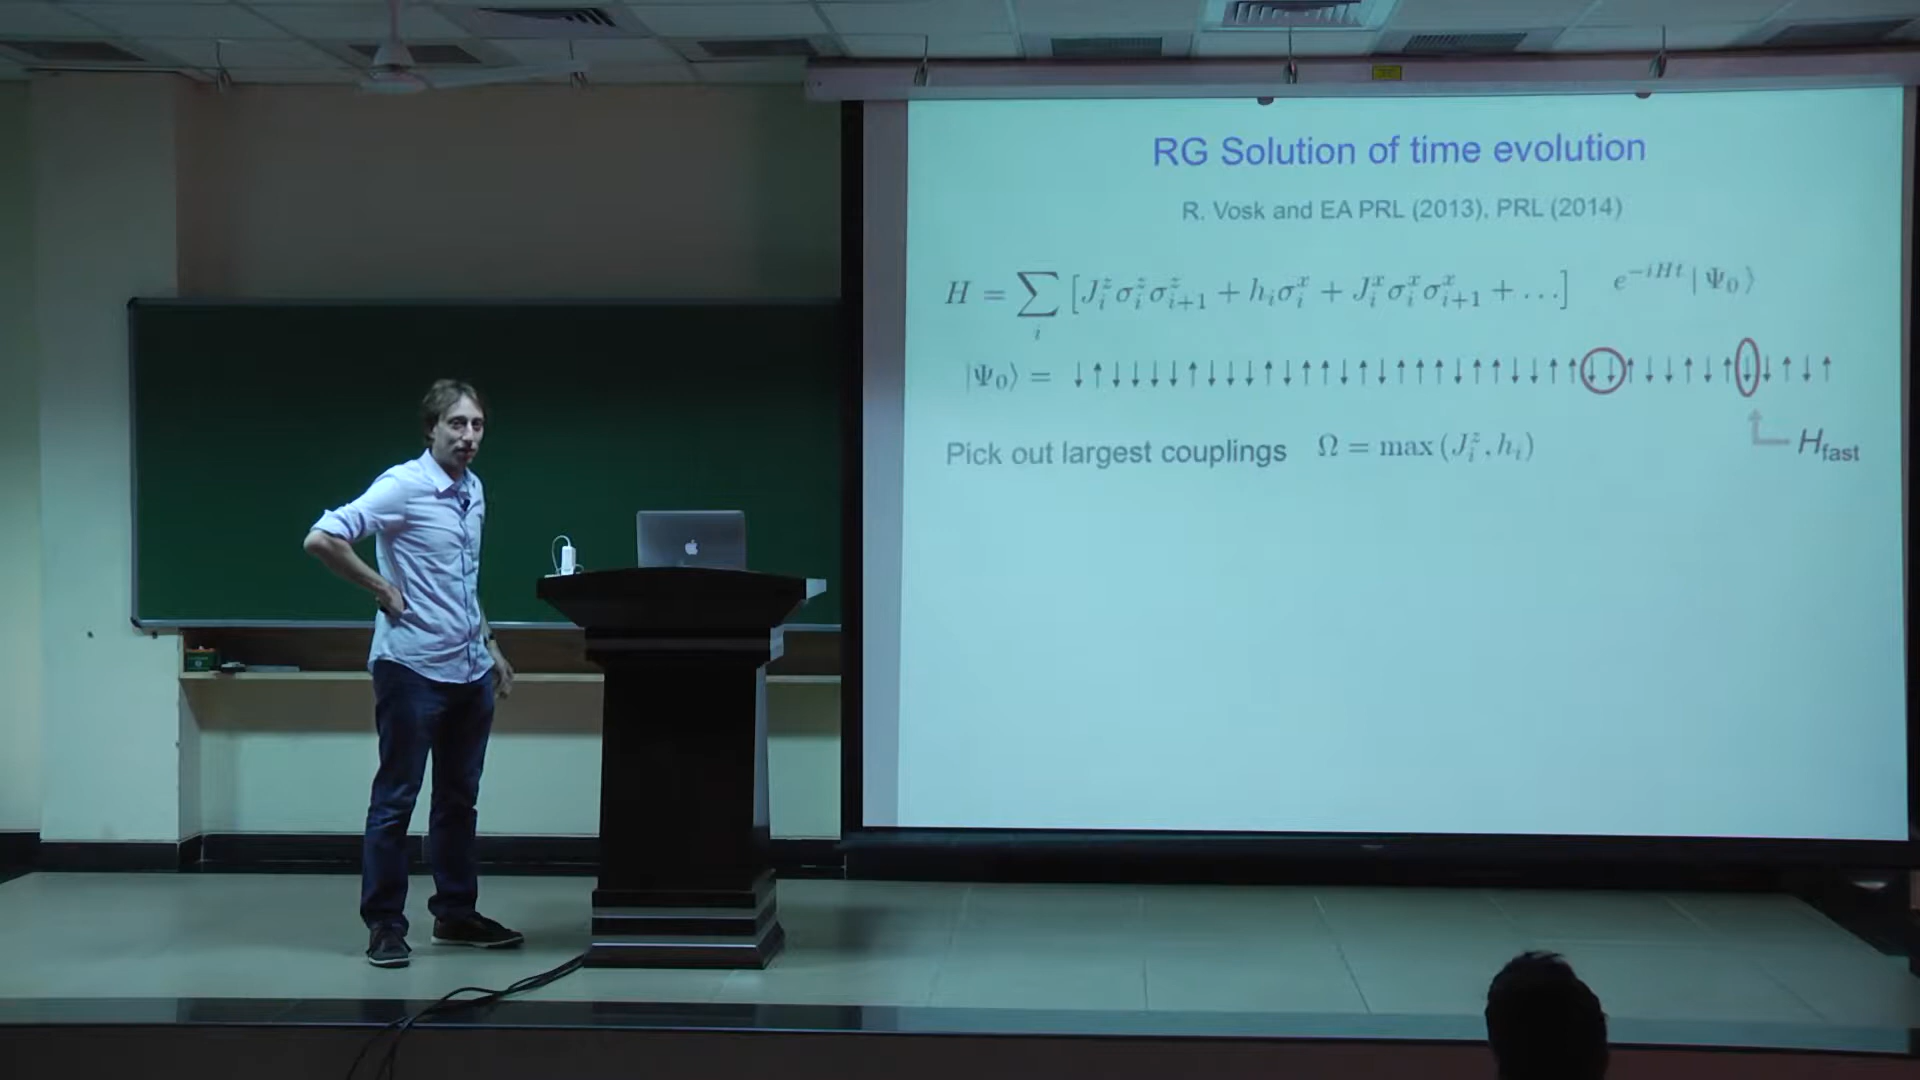 RG Solution of time evolution
R. Vosk and EA PRL (2013), PRL (2014)
H = ∑_i [J_i^z σ_i^z σ_{i+1}^z + h_i σ_i^x + J_i^x σ_i^x σ_{i+1}^x + ...] e^{-iHt} | Ψ_0 ⟩
|Ψ_0⟩ = ↓↑↓↓↓↓↑↓↓↓↑↓↑↑↓↑↓↑↑↑↓↑↑↓↓↑↑↓↓↑↓↓↑↓↑↓↓↑↓↑
Pick out largest couplings Ω = max (J_i^z, h_i)
H_fast